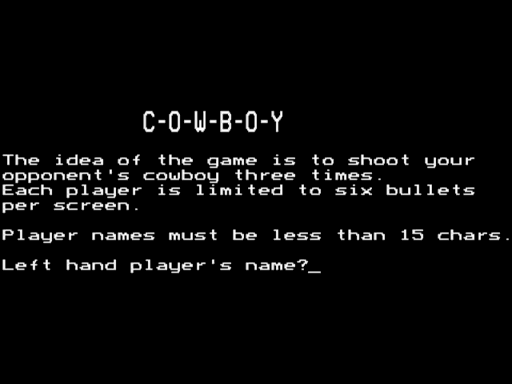 C-O-W-B-O-Y
The idea of the game is to shoot your
opponent's cowboy three times.
Each player is limited to six bullets
per screen.
Player names must be less than 15 chars.
Left hand player's name?_